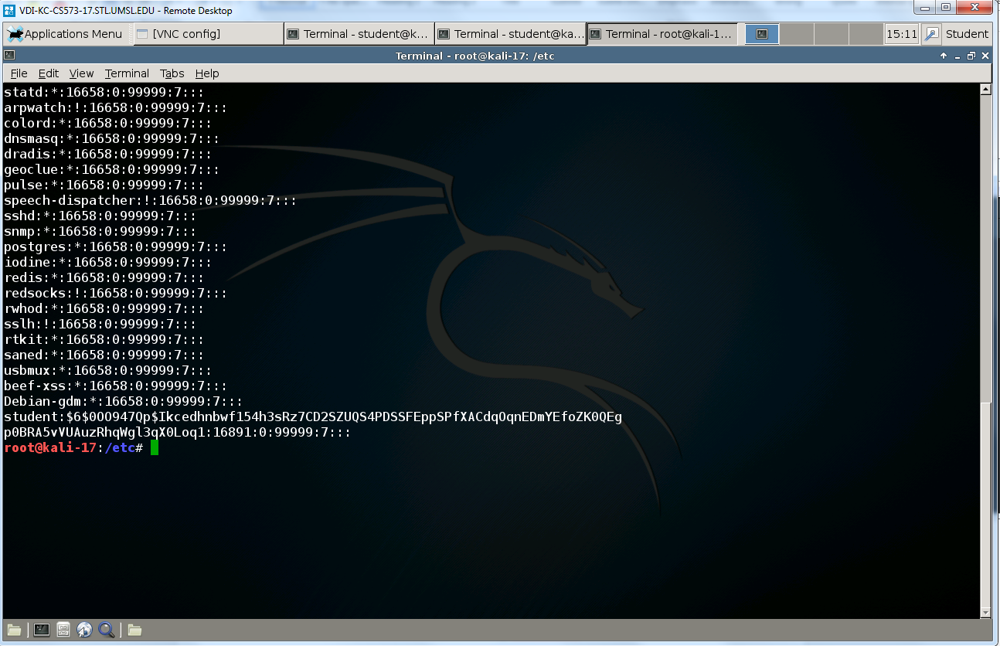 VDI-KC-CS573-17.STL.UMSL.EDU - Remote Desktop
Applications Menu [VNC config] Terminal - student@k... Terminal - student@ka... Terminal - root@kali-1... 15:11 Student
Terminal - root@kali-17: /etc
File Edit View Terminal Tabs Help
statd:*:16658:0:99999:7:::
arpwatch:!:16658:0:99999:7:::
colord:*:16658:0:99999:7:::
dnsmasq:*:16658:0:99999:7:::
dradis:*:16658:0:99999:7:::
geoclue:*:16658:0:99999:7:::
pulse:*:16658:0:99999:7:::
speech-dispatcher:!:16658:0:99999:7:::
sshd:*:16658:0:99999:7:::
snmp:*:16658:0:99999:7:::
postgres:*:16658:0:99999:7:::
iodine:*:16658:0:99999:7:::
redis:*:16658:0:99999:7:::
redsocks:!:16658:0:99999:7:::
rwhod:*:16658:0:99999:7:::
sslh:!:16658:0:99999:7:::
rtkit:*:16658:0:99999:7:::
saned:*:16658:0:99999:7:::
usbmux:*:16658:0:99999:7:::
beef-xss:*:16658:0:99999:7:::
Debian-gdm:*:16658:0:99999:7:::
student:$6$0OO947Qp$Ikcedhnbwf154h3sRz7CD2SZUQS4PDSSFEppSPfXACdqOqnEDmYEfoZK0QEg
p0BRA5vVUAuzRhqWgl3qX0Loq1:16891:0:99999:7:::
root@kali-17:/etc#